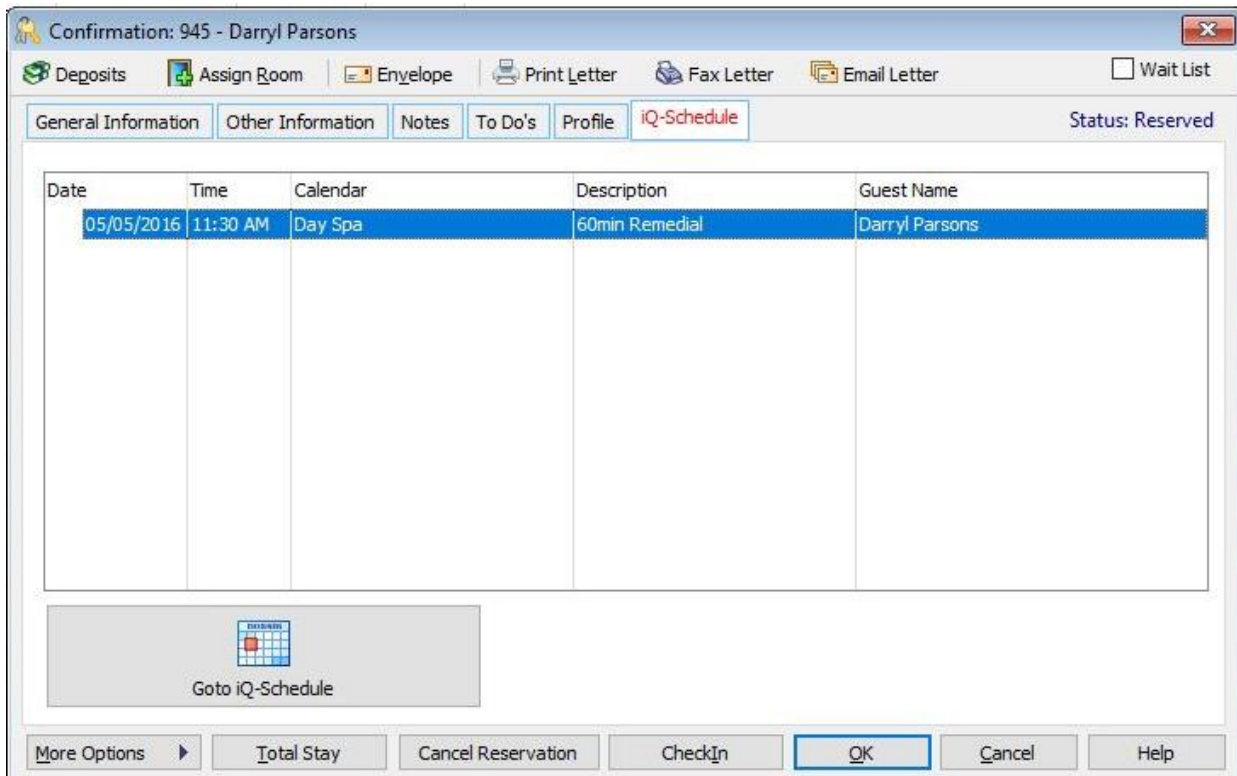 Confirmation: 945 - Darryl Parsons
Deposits Assign Room Envelope Print Letter Fax Letter Email Letter Wait List
General Information Other Information Notes To Do's Profile iQ-Schedule Status: Reserved
Date Time Calendar Description Guest Name
05/05/2016 11:30 AM Day Spa 60min Remedial Darryl Parsons
Goto iQ-Schedule
More Options Total Stay Cancel Reservation CheckIn OK Cancel Help